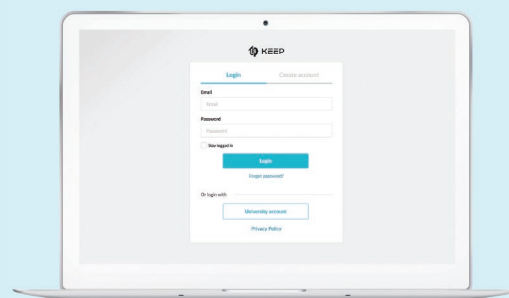 KEEP
Login Create account
Email
Email
Password
Password
Stay logged in
Login
Forgot password?
Or login with
University account
Privacy Policy